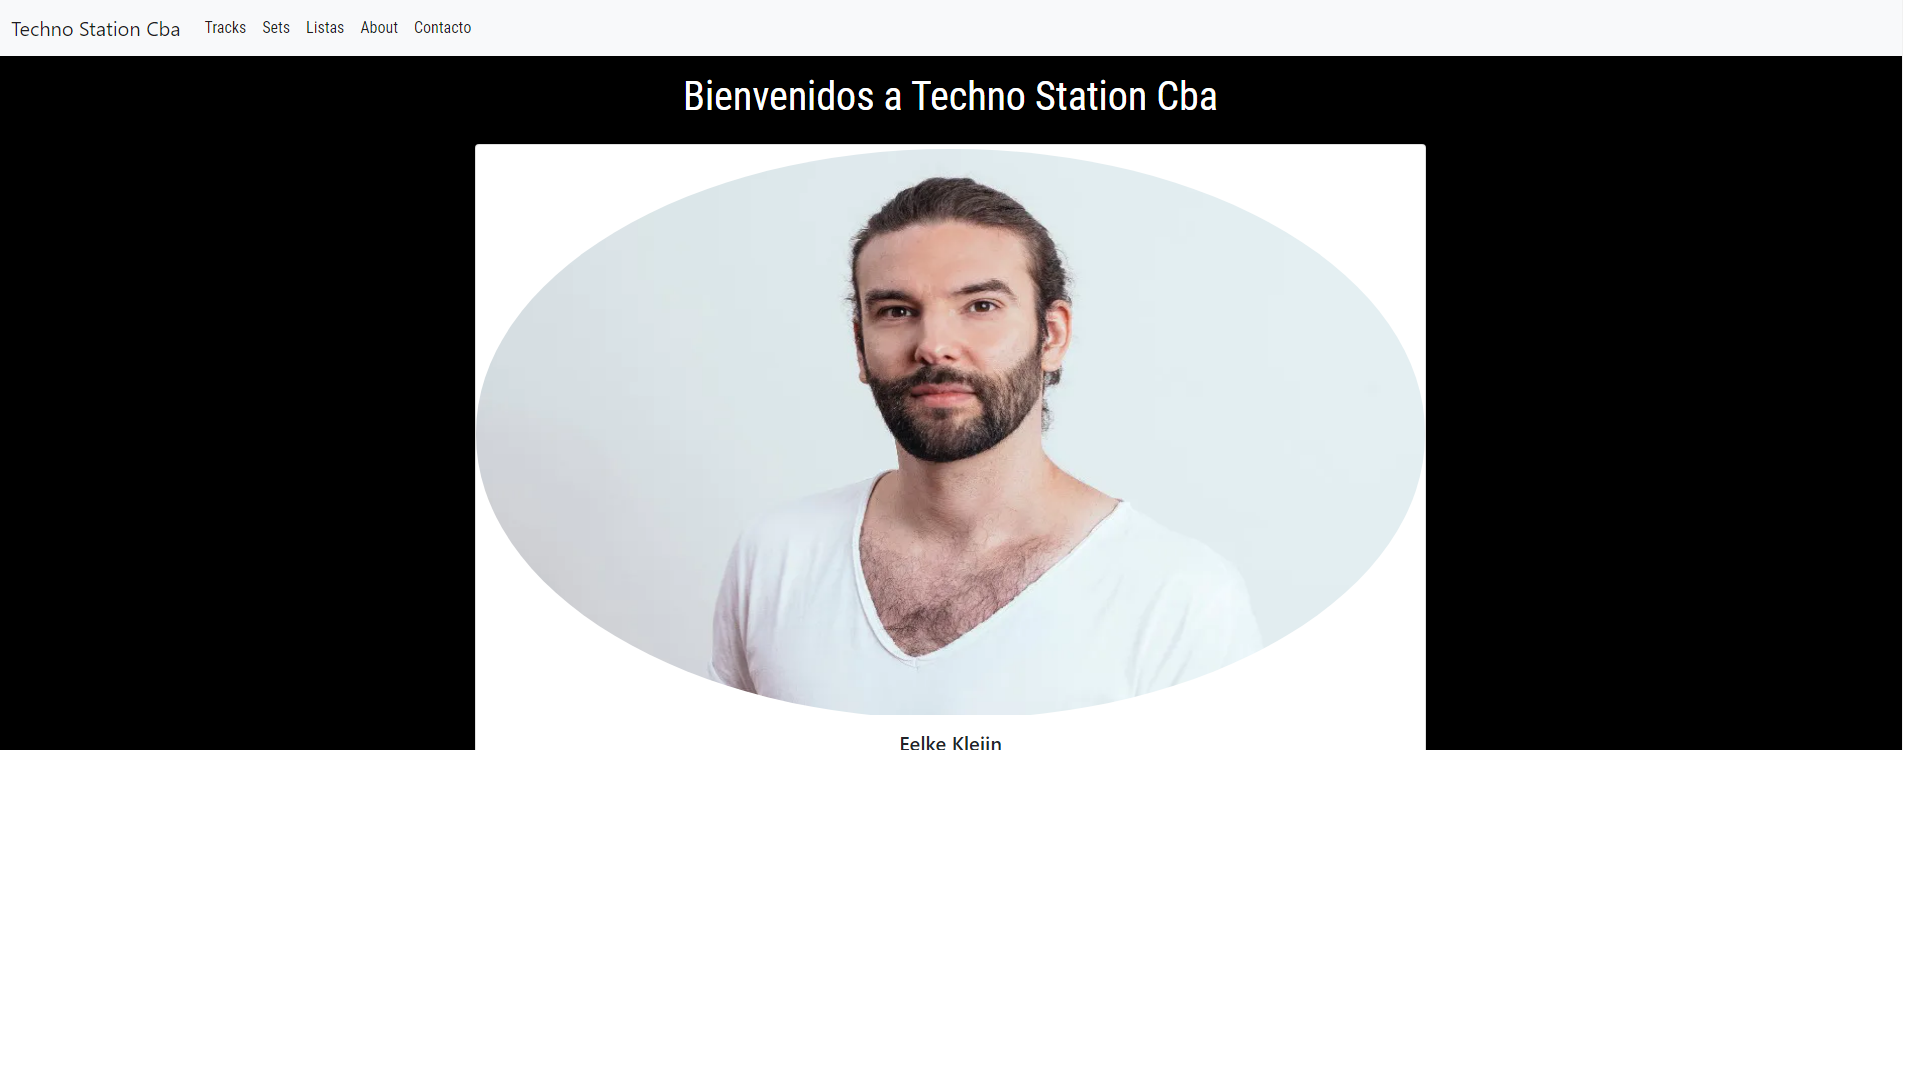 Techno Station Cba
Tracks
Sets
Listas
About
Contacto
Bienvenidos a Techno Station Cba
Eelke Kleijn